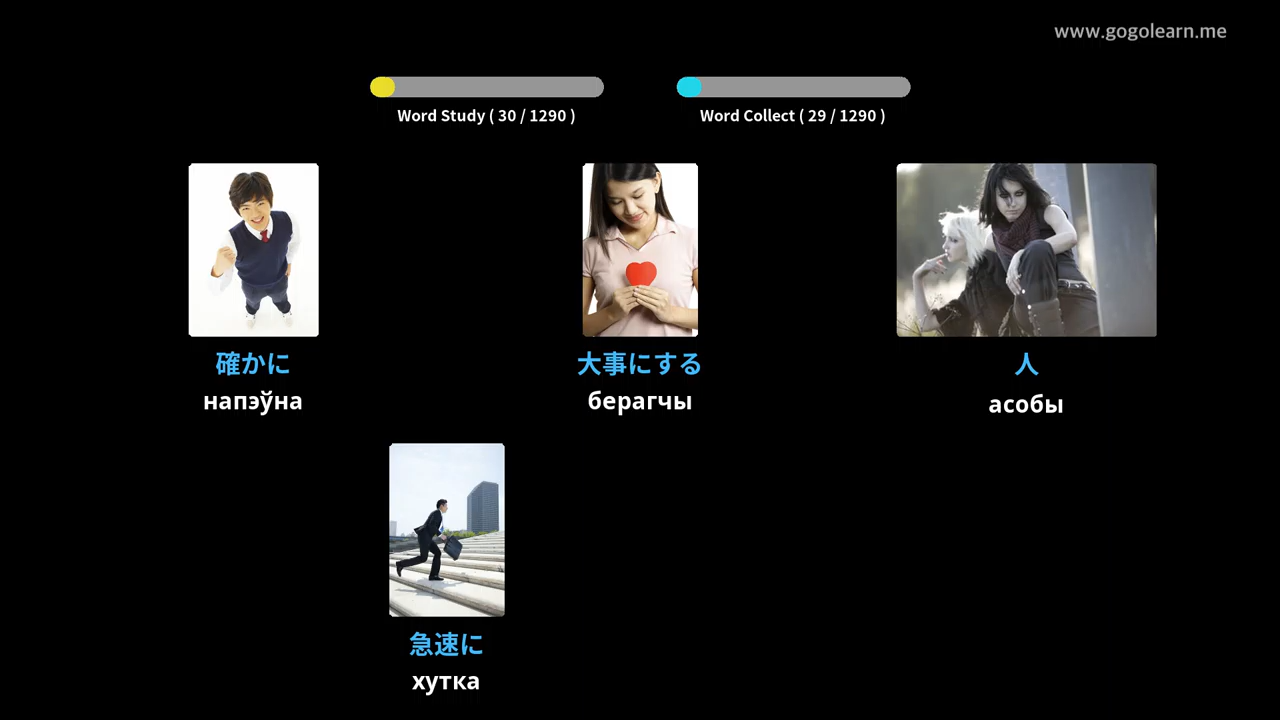 www.gogolearn.me
Word Study ( 30 / 1290 )
Word Collect ( 29 / 1290 )
確かに
напэўна
大事にする
берагчы
人
асобы
急速に
хутка